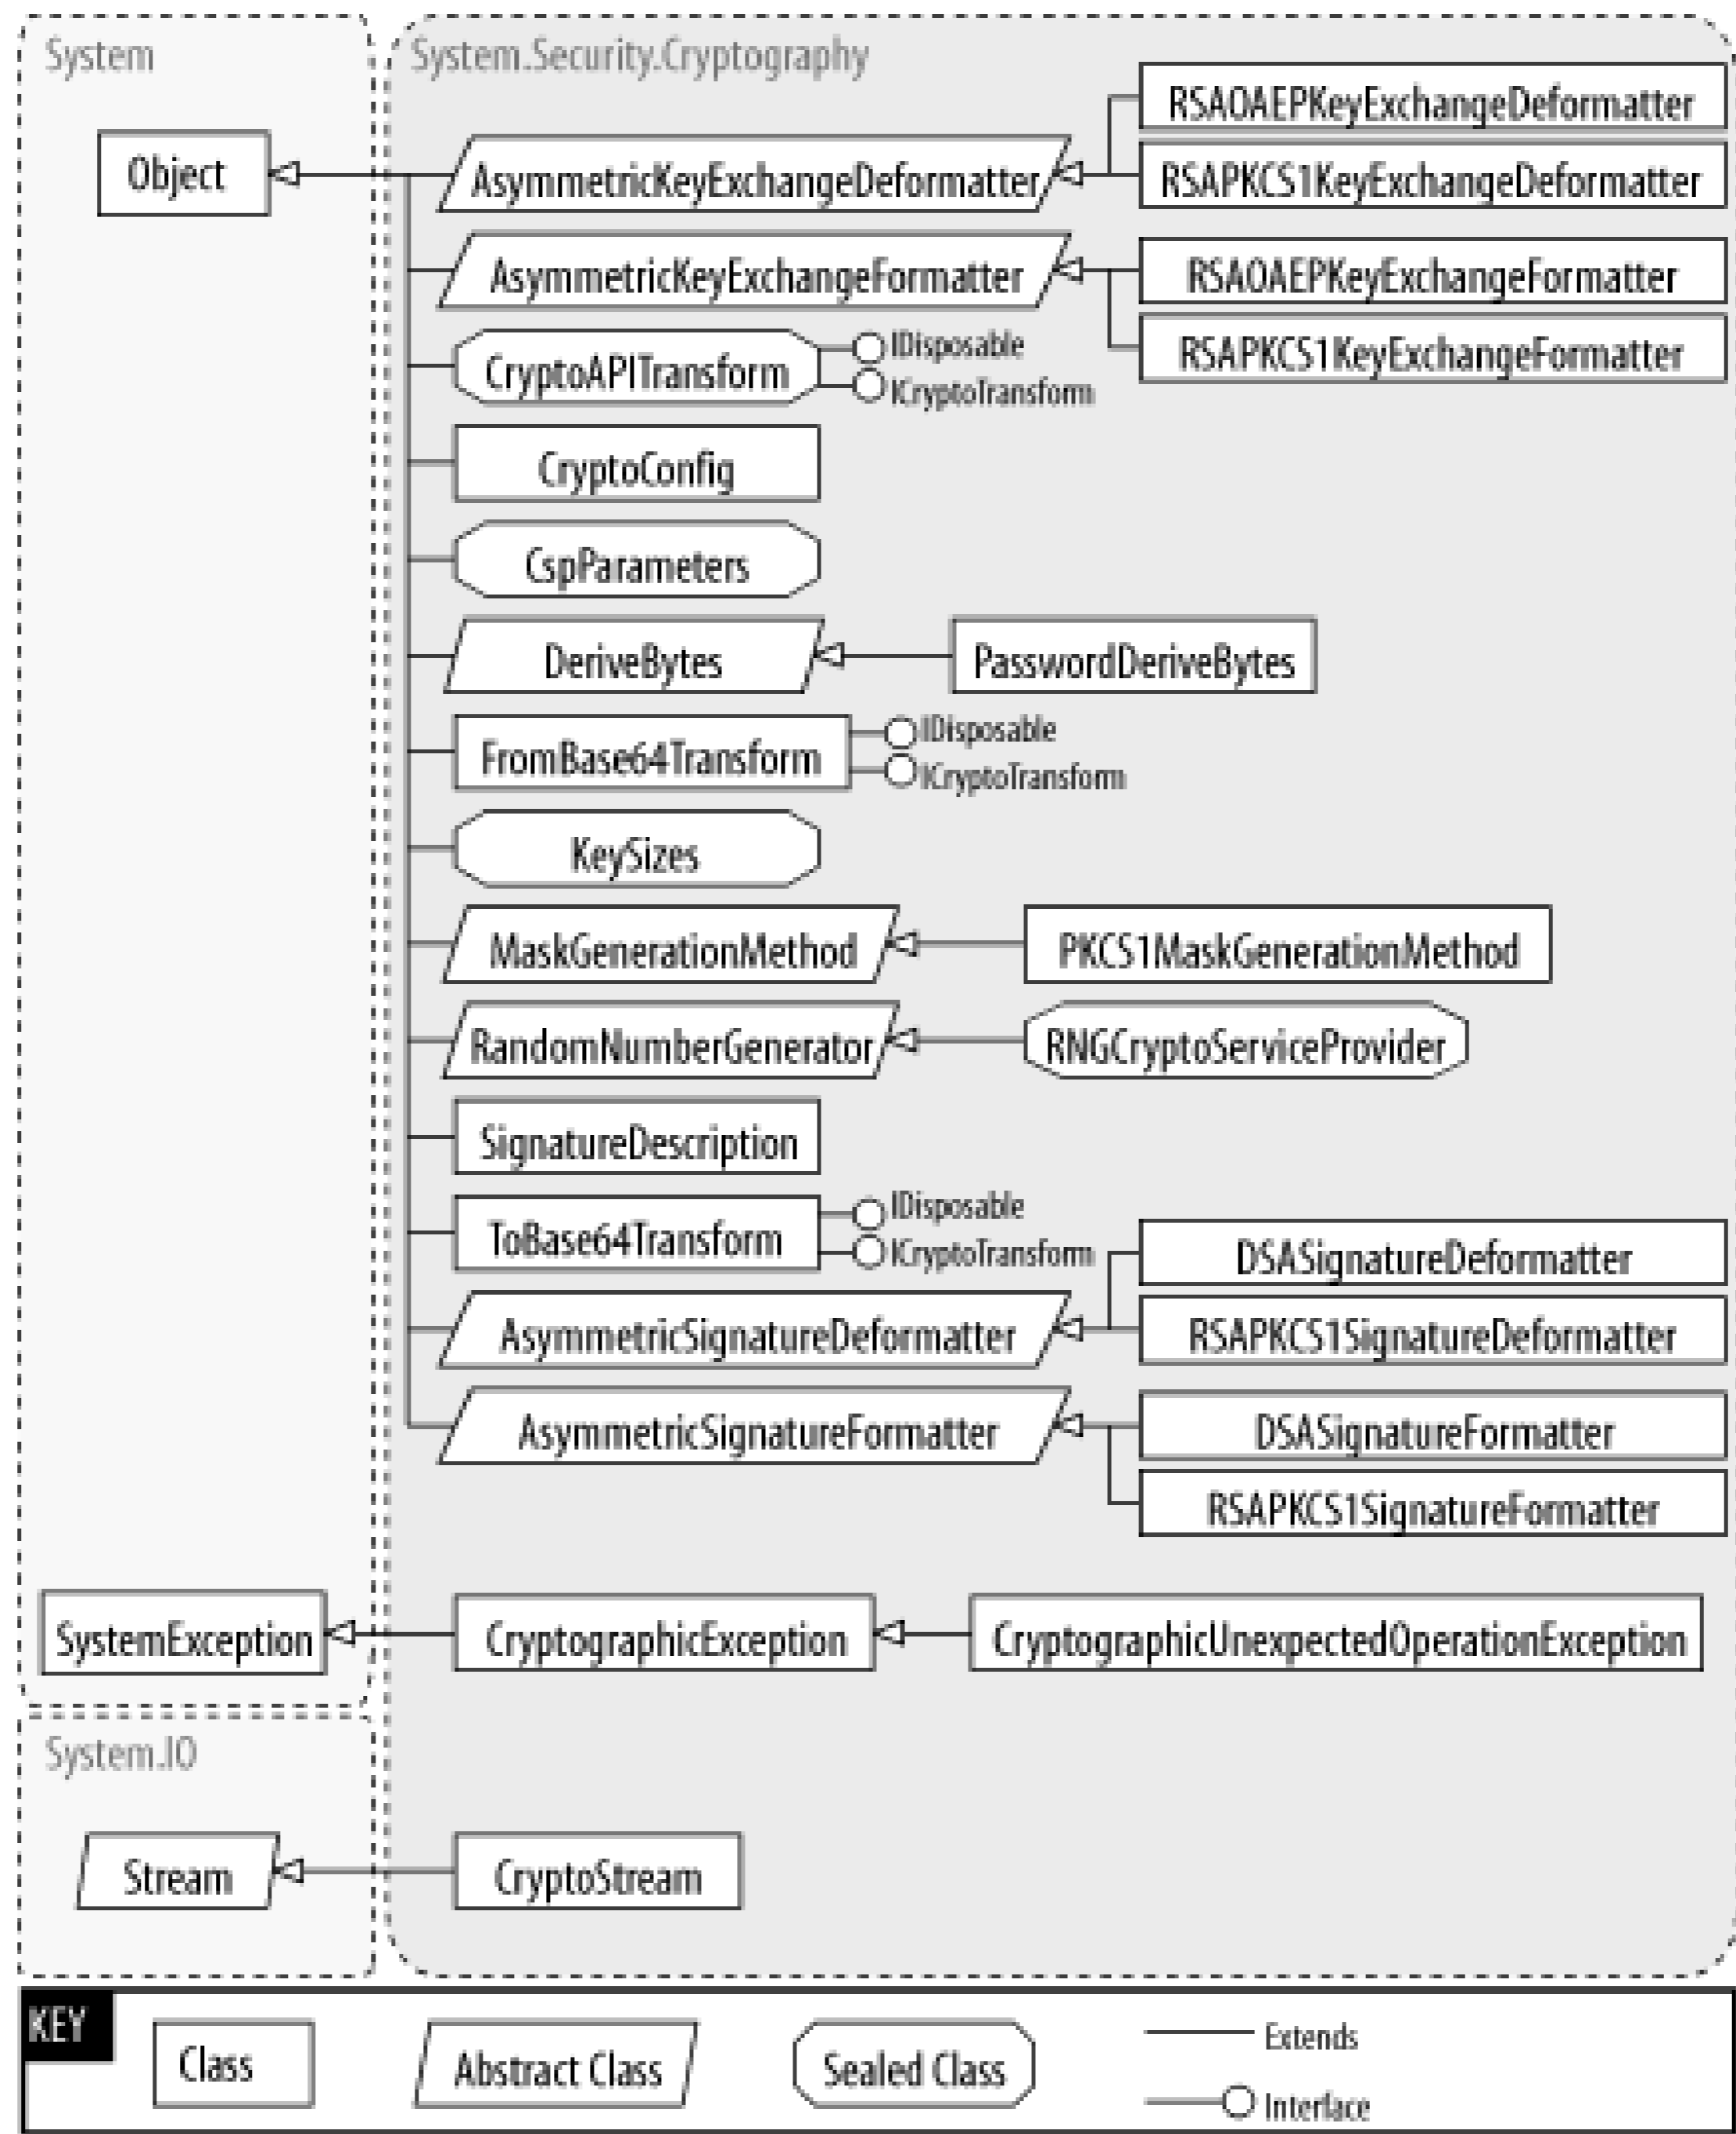 System
System.Security.Cryptography
RSAOAEPKeyExchangeDeformatter
Object
AsymmetricKeyExchangeDeformatter
RSAPKCS1KeyExchangeDeformatter
AsymmetricKeyExchangeFormatter
RSAOAEPKeyExchangeFormatter
RSAPKCS1KeyExchangeFormatter
CryptoAPITransform
IDisposable
ICryptoTransform
CryptoConfig
CspParameters
DeriveBytes
PasswordDeriveBytes
FromBase64Transform
IDisposable
ICryptoTransform
KeySizes
MaskGenerationMethod
PKCS1MaskGenerationMethod
RandomNumberGenerator
RNGCryptoServiceProvider
SignatureDescription
ToBase64Transform
IDisposable
ICryptoTransform
DSASignatureDeformatter
AsymmetricSignatureDeformatter
RSAPKCS1SignatureDeformatter
AsymmetricSignatureFormatter
DSASignatureFormatter
RSAPKCS1SignatureFormatter
SystemException
CryptographicException
CryptographicUnexpectedOperationException
System.IO
Stream
CryptoStream
KEY
Class
Abstract Class
Sealed Class
Extends
Interface